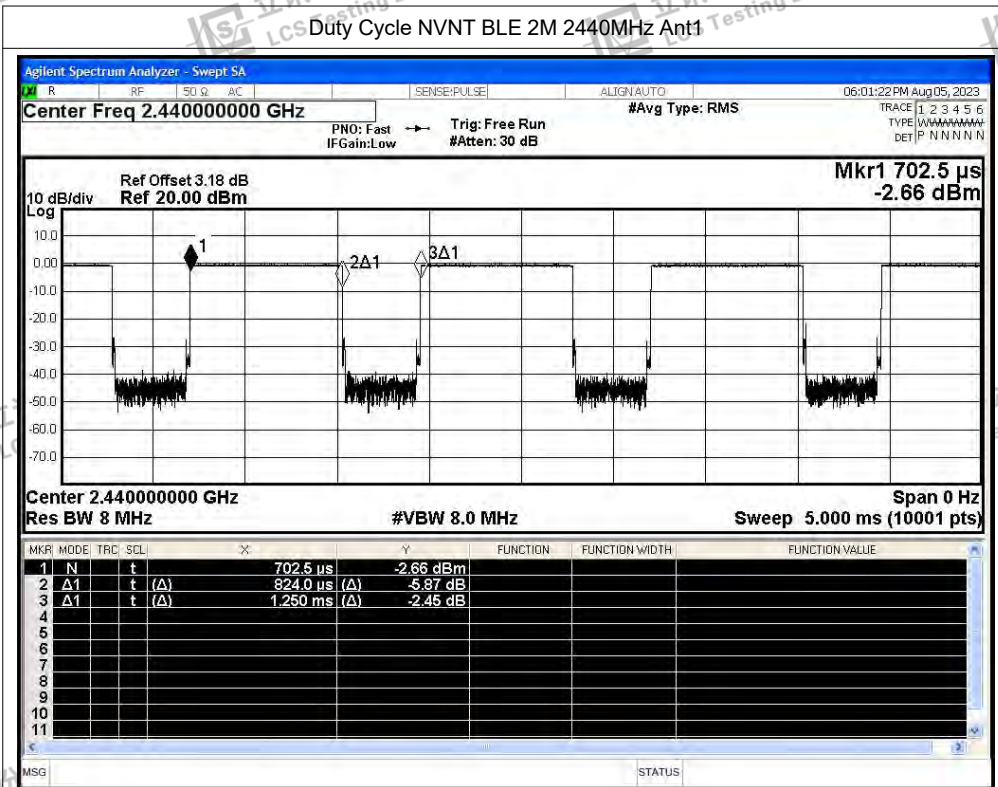 Duty Cycle NVNT BLE 2M 2440MHz Ant1
LCS Testing
LCS Testing
Agilent Spectrum Analyzer - Swept SA
R RF 50 Ω AC SENSE:PULSE ALIGN AUTO 06:01:22 PM Aug 05, 2023
Center Freq 2.440000000 GHz #Avg Type: RMS TRACE 1 2 3 4 5 6
PNO: Fast Trig: Free Run TYPE
IFGain:Low #Atten: 30 dB DET P N N N N N
Mkr1 702.5 µs
Ref Offset 3.18 dB
10 dB/div Ref 20.00 dBm -2.66 dBm
Log
10.0
1
0.00 2Δ1 3Δ1
-10.0
-20.0
-30.0
-40.0
-50.0
-60.0
-70.0
Center 2.440000000 GHz Span 0 Hz
Res BW 8 MHz #VBW 8.0 MHz Sweep 5.000 ms (10001 pts)
MKR MODE TRC SCL X Y FUNCTION FUNCTION WIDTH FUNCTION VALUE
1 N t 702.5 µs -2.66 dBm
2 Δ1 t (Δ) 824.0 µs (Δ) -5.87 dB
3 Δ1 t (Δ) 1.250 ms (Δ) -2.45 dB
4
5
6
7
8
9
10
11
MSG STATUS